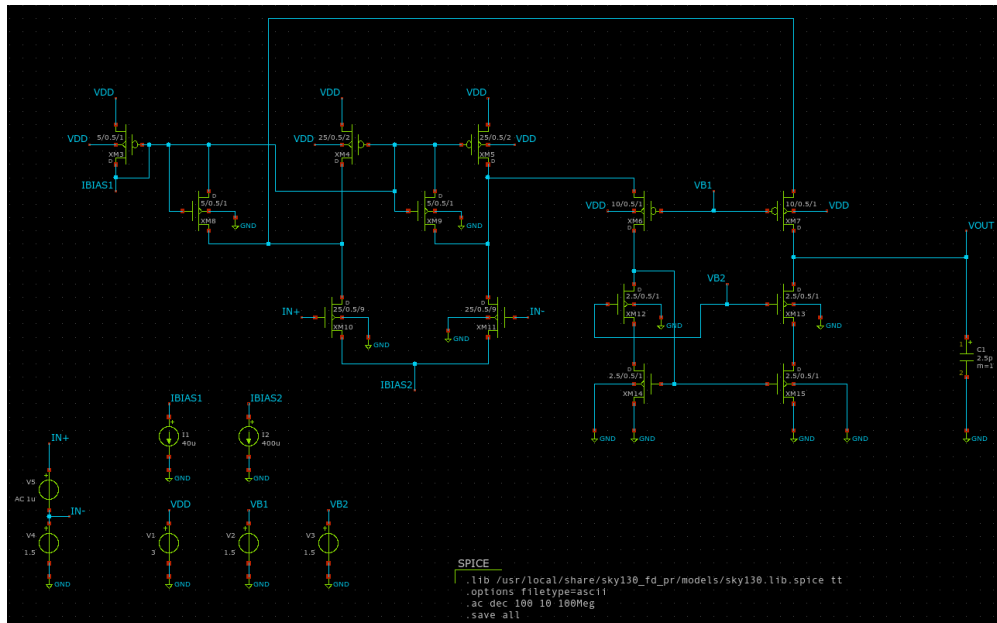 VDD
VDD
VDD
VDD
5/0.5/1
XM3
D
IBIAS1
VDD
25/0.5/2
XM4
D
25/0.5/2
XM5
D
VDD
D
5/0.5/1
XM8
GND
D
5/0.5/1
XM9
GND
VDD
10/0.5/1
XM6
D
VB1
10/0.5/1
XM7
D
VDD
VOUT
IN+
D
25/0.5/9
XM10
GND
D
25/0.5/9
XM11
GND
IN-
IBIAS2
D
2.5/0.5/1
XM12
GND
VB2
D
2.5/0.5/1
XM13
GND
D
2.5/0.5/1
XM14
GND
GND
D
2.5/0.5/1
XM15
GND
GND
1
C1
2.5p
m=1
2
GND
IN+
V5
AC 1u
IN-
V4
1.5
GND
IBIAS1
I1
40u
GND
IBIAS2
I2
400u
GND
VDD
V1
3
GND
VB1
V2
1.5
GND
VB2
V3
1.5
GND
SPICE
.lib /usr/local/share/sky130_fd_pr/models/sky130.lib.spice tt
.options filetype=ascii
.ac dec 100 10 100Meg
.save all